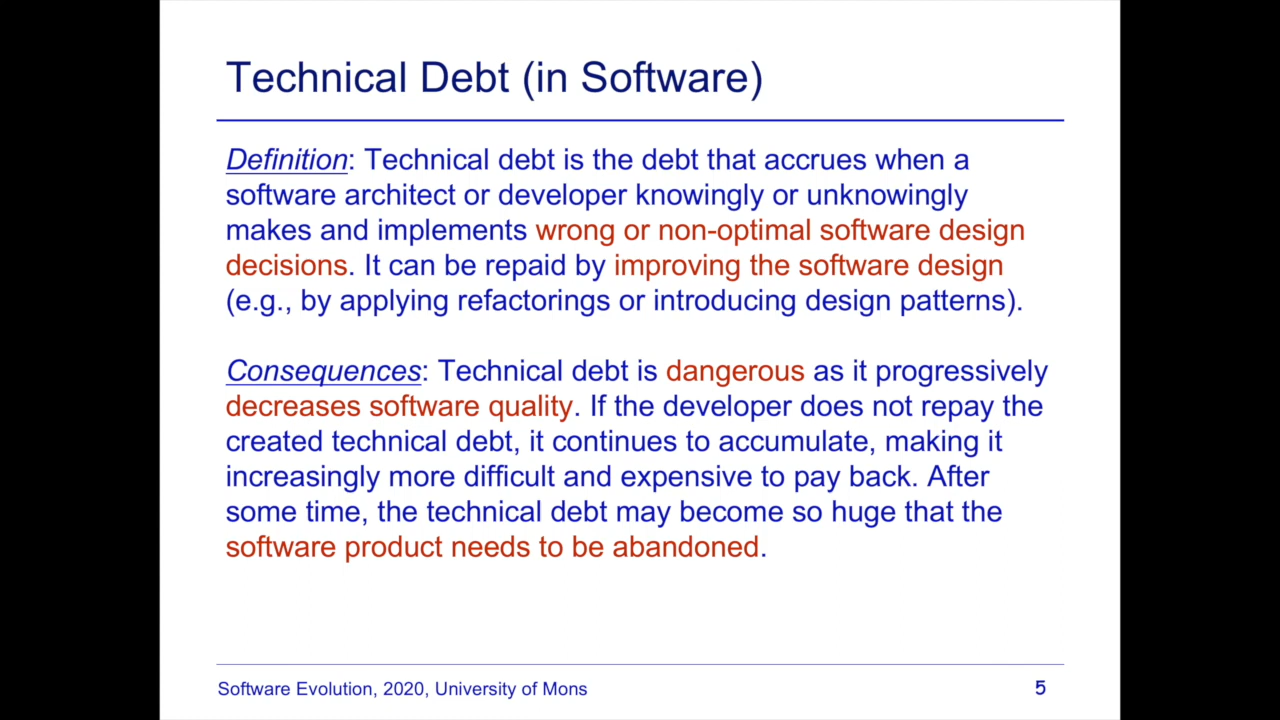 Technical Debt (in Software)
Definition: Technical debt is the debt that accrues when a
software architect or developer knowingly or unknowingly
makes and implements wrong or non-optimal software design
decisions. It can be repaid by improving the software design
(e.g., by applying refactorings or introducing design patterns).
Consequences: Technical debt is dangerous as it progressively
decreases software quality. If the developer does not repay the
created technical debt, it continues to accumulate, making it
increasingly more difficult and expensive to pay back. After
some time, the technical debt may become so huge that the
software product needs to be abandoned.
Software Evolution, 2020, University of Mons
5